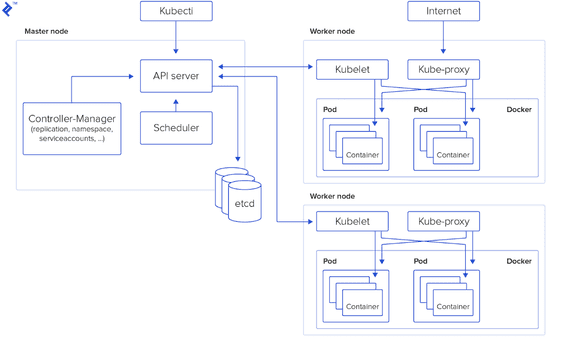 Kubectl
Internet
Master node
API server
Controller-Manager
(replication, namespace,
serviceaccounts, ...)
Scheduler
etcd
Worker node
Kubelet
Kube-proxy
Pod
Pod
Docker
Container
Container
Worker node
Kubelet
Kube-proxy
Pod
Pod
Docker
Container
Container